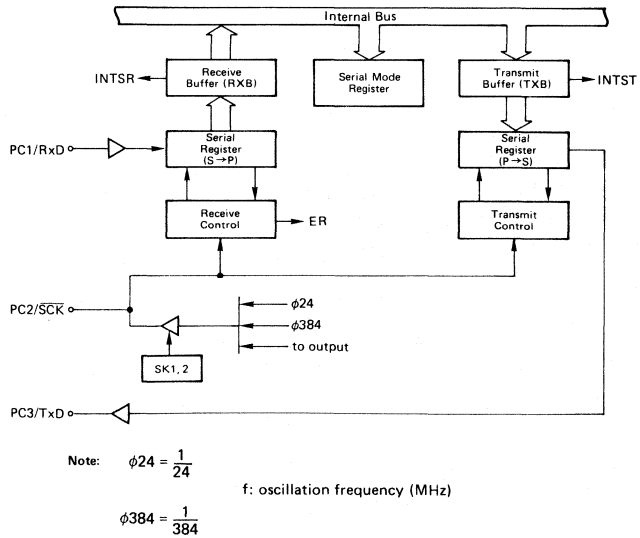 Internal Bus
INTSR
Receive
Buffer (RXB)
Serial Mode
Register
Transmit
Buffer (TXB)
INTST
PC1/RxD
Serial
Register
(S→P)
Serial
Register
(P→S)
Receive
Control
ER
Transmit
Control
PC2/S̅C̅K̅
ϕ24
ϕ384
to output
SK1, 2
PC3/TxD
Note: ϕ24 = 1/24
f: oscillation frequency (MHz)
ϕ384 = 1/384